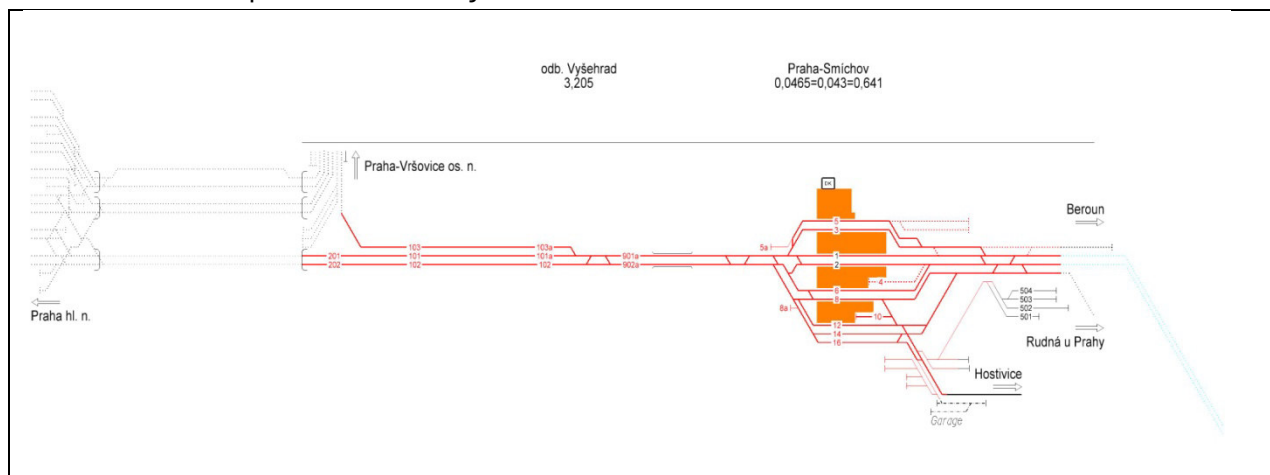 odb. Vyšehrad
3,205
Praha-Smíchov
0,0465=0,043=0,641
Praha-Vršovice os. n.
DK
Beroun
5
3
5a
103
103a
201
101
101a
901a
1
202
102
102
902a
2
4
6
8
8a
10
12
14
16
504
503
502
501
Praha hl. n.
Rudná u Prahy
Hostivice
Garage